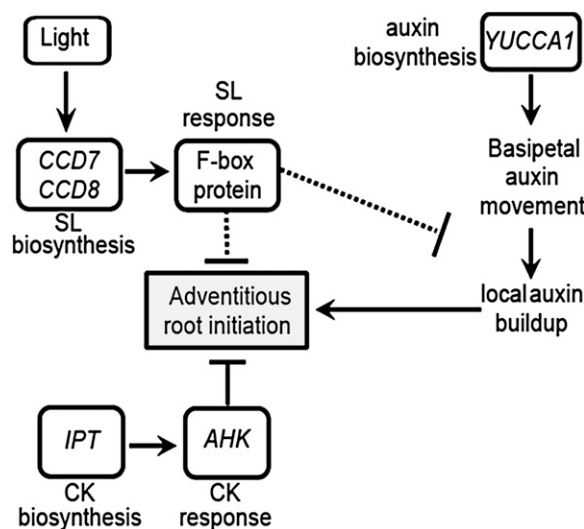 Light
auxin
biosynthesis
YUCCA1
SL
response
CCD7
CCD8
SL
biosynthesis
F-box
protein
Basipetal
auxin
movement
Adventitious
root initiation
local auxin
buildup
IPT
CK
biosynthesis
AHK
CK
response